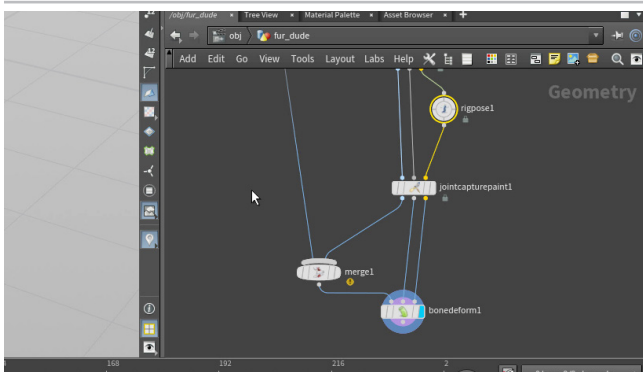 /obj/fur_dude × Tree View × Material Palette × Asset Browser × +
obj fur_dude
Add Edit Go View Tools Layout Labs Help
Geometry
rigpose1
jointcapturepaint1
merge1
bonedeform1
168 192 216 2